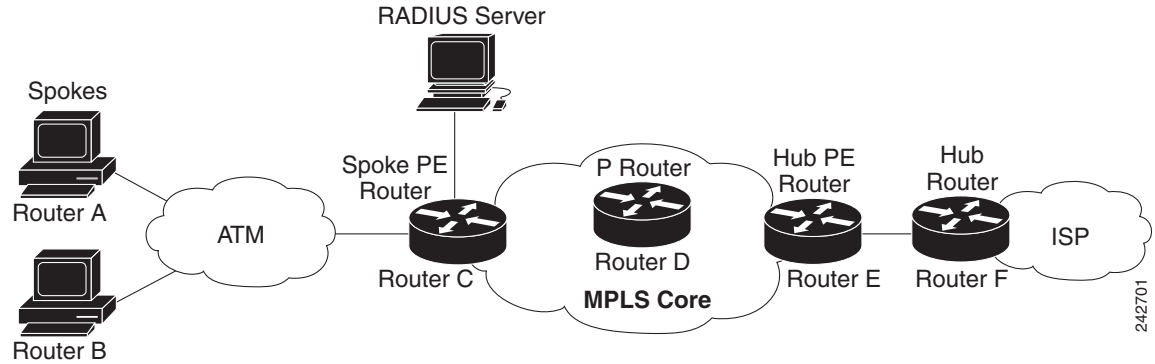 RADIUS Server
Spokes
Router A
Router B
ATM
Spoke PE
Router
Router C
P Router
Router D
MPLS Core
Hub PE
Router
Router E
Hub
Router
Router F
ISP
242701